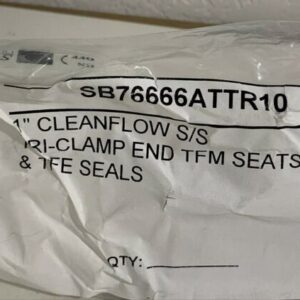 SB76666ATTR10
1" CLEANFLOW S/S
TRI-CLAMP END TFM SEATS
& TFE SEALS
QTY: